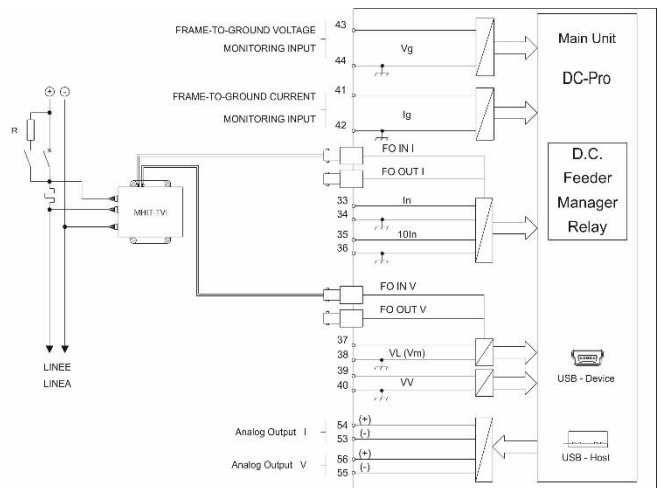 FRAME-TO-GROUND VOLTAGE
MONITORING INPUT
43
44
Vg
FRAME-TO-GROUND CURRENT
MONITORING INPUT
41
42
Ig
Main Unit
DC-Pro
D.C.
Feeder
Manager
Relay
+ -
R
MHIT-TVI
FO IN I
FO OUT I
33
34
35
36
In
10In
FO IN V
FO OUT V
37
38
39
40
VL (Vm)
VV
LINEE
LINEA
USB - Device
Analog Output I
54 (+)
53 (-)
Analog Output V
56 (+)
55 (-)
USB - Host